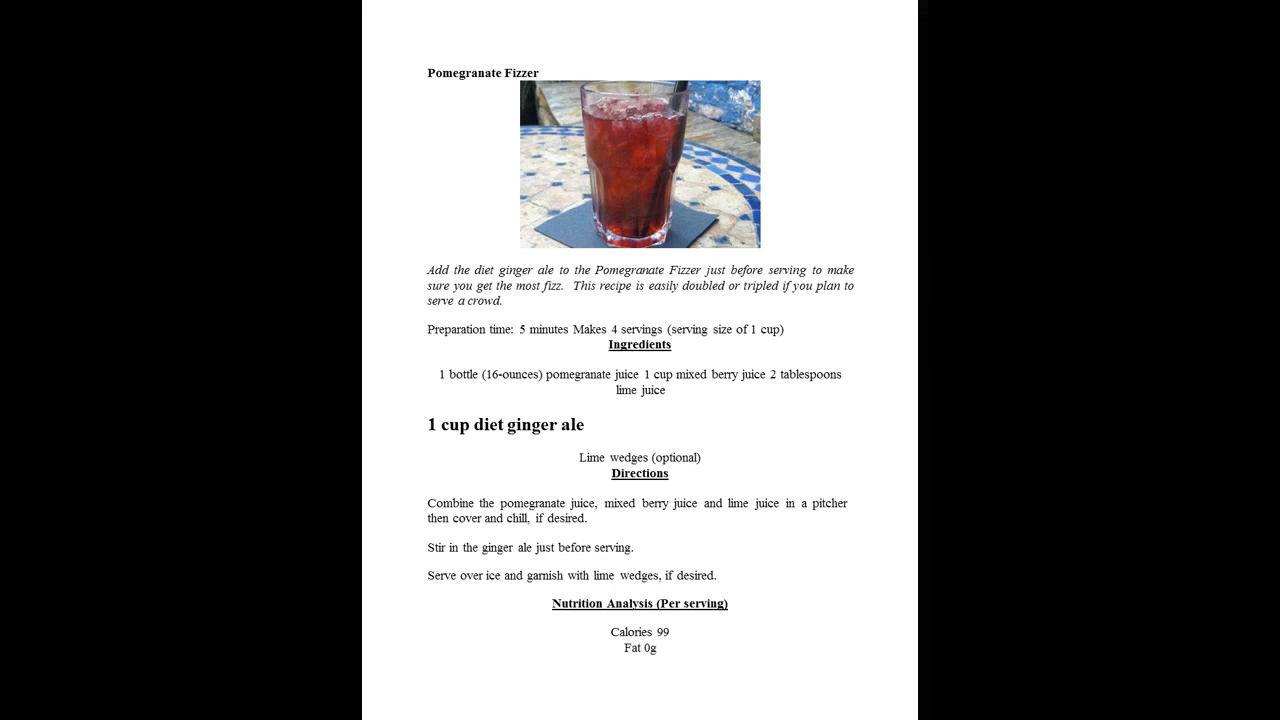 Pomegranate Fizzer
Add the diet ginger ale to the Pomegranate Fizzer just before serving to make
sure you get the most fizz. This recipe is easily doubled or tripled if you plan to
serve a crowd.
Preparation time: 5 minutes Makes 4 servings (serving size of 1 cup)
Ingredients
1 bottle (16-ounces) pomegranate juice 1 cup mixed berry juice 2 tablespoons
lime juice
1 cup diet ginger ale
Lime wedges (optional)
Directions
Combine the pomegranate juice, mixed berry juice and lime juice in a pitcher
then cover and chill, if desired.
Stir in the ginger ale just before serving.
Serve over ice and garnish with lime wedges, if desired.
Nutrition Analysis (Per serving)
Calories 99
Fat 0g